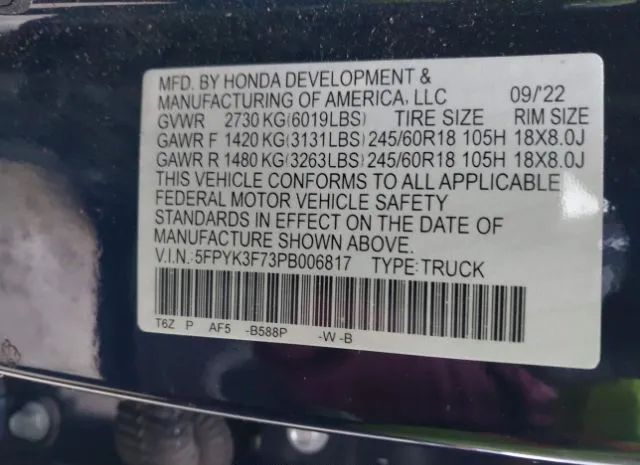 MFD. BY HONDA DEVELOPMENT &
MANUFACTURING OF AMERICA, LLC 09/'22
GVWR 2730 KG(6019LBS) TIRE SIZE RIM SIZE
GAWR F 1420 KG(3131LBS) 245/60R18 105H 18X8.0J
GAWR R 1480 KG(3263LBS) 245/60R18 105H 18X8.0J
THIS VEHICLE CONFORMS TO ALL APPLICABLE
FEDERAL MOTOR VEHICLE SAFETY
STANDARDS IN EFFECT ON THE DATE OF
MANUFACTURE SHOWN ABOVE.
V.I.N.:5FPYK3F73PB006817 TYPE:TRUCK
T6Z P AF5 -B588P -W -B